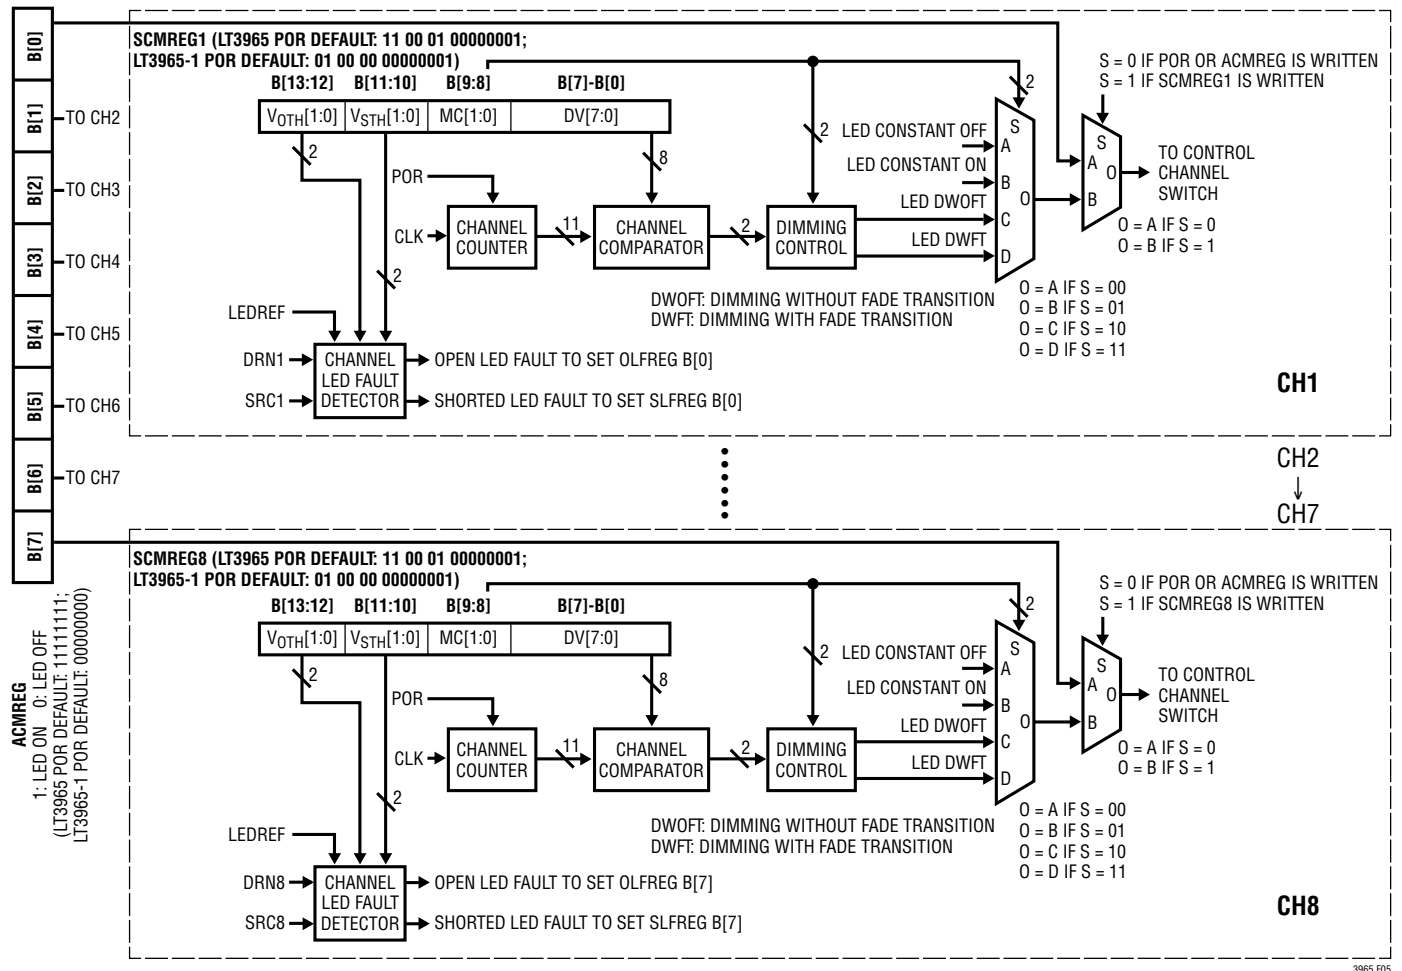 B[0]
B[1]
B[2]
B[3]
B[4]
B[5]
B[6]
B[7]
TO CH2
TO CH3
TO CH4
TO CH5
TO CH6
TO CH7
ACMREG
1: LED ON 0: LED OFF
(LT3965 POR DEFAULT: 11111111;
LT3965-1 POR DEFAULT: 00000000)
SCMREG1 (LT3965 POR DEFAULT: 11 00 01 00000001;
LT3965-1 POR DEFAULT: 01 00 00 00000001)
B[13:12] B[11:10] B[9:8] B[7]-B[0]
VOTH[1:0] VSTH[1:0] MC[1:0] DV[7:0]
2
2
8
2
2
POR
CLK
CHANNEL
COUNTER
11
CHANNEL
COMPARATOR
2
DIMMING
CONTROL
LED CONSTANT OFF
LED CONSTANT ON
LED DWOFT
LED DWFT
S
A
B
C
D
O
S = 0 IF POR OR ACMREG IS WRITTEN
S = 1 IF SCMREG1 IS WRITTEN
S
A
B
O
TO CONTROL
CHANNEL
SWITCH
O = A IF S = 0
O = B IF S = 1
DWOFT: DIMMING WITHOUT FADE TRANSITION
DWFT: DIMMING WITH FADE TRANSITION
O = A IF S = 00
O = B IF S = 01
O = C IF S = 10
O = D IF S = 11
LEDREF
DRN1
SRC1
CHANNEL
LED FAULT
DETECTOR
OPEN LED FAULT TO SET OLFREG B[0]
SHORTED LED FAULT TO SET SLFREG B[0]
CH1
CH2
CH7
SCMREG8 (LT3965 POR DEFAULT: 11 00 01 00000001;
LT3965-1 POR DEFAULT: 01 00 00 00000001)
B[13:12] B[11:10] B[9:8] B[7]-B[0]
VOTH[1:0] VSTH[1:0] MC[1:0] DV[7:0]
2
2
8
2
2
POR
CLK
CHANNEL
COUNTER
11
CHANNEL
COMPARATOR
2
DIMMING
CONTROL
LED CONSTANT OFF
LED CONSTANT ON
LED DWOFT
LED DWFT
S
A
B
C
D
O
S = 0 IF POR OR ACMREG IS WRITTEN
S = 1 IF SCMREG8 IS WRITTEN
S
A
B
O
TO CONTROL
CHANNEL
SWITCH
O = A IF S = 0
O = B IF S = 1
DWOFT: DIMMING WITHOUT FADE TRANSITION
DWFT: DIMMING WITH FADE TRANSITION
O = A IF S = 00
O = B IF S = 01
O = C IF S = 10
O = D IF S = 11
LEDREF
DRN8
SRC8
CHANNEL
LED FAULT
DETECTOR
OPEN LED FAULT TO SET OLFREG B[7]
SHORTED LED FAULT TO SET SLFREG B[7]
CH8
3965 F05